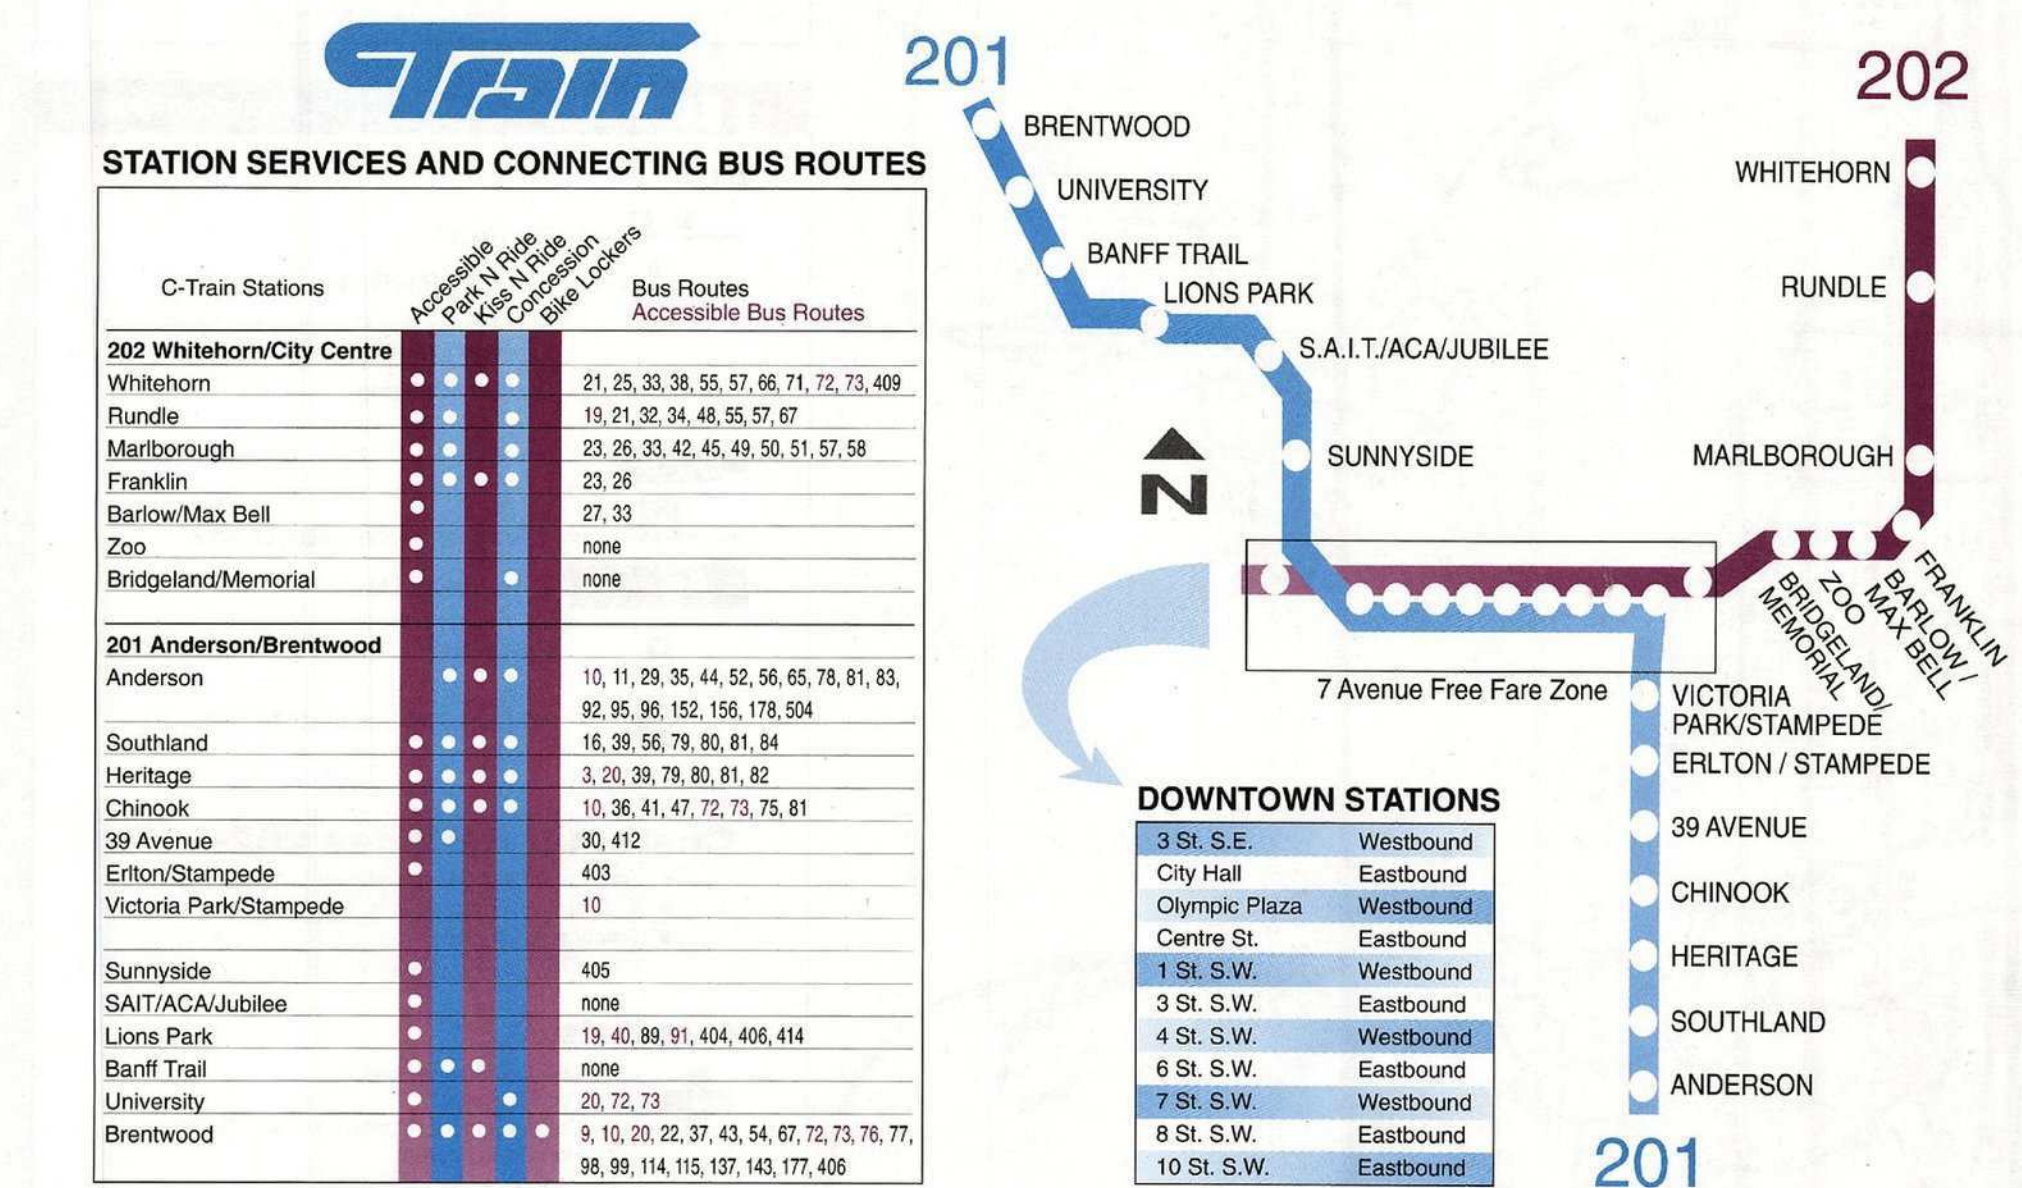 CTrain
STATION SERVICES AND CONNECTING BUS ROUTES
C-Train Stations
Accessible
Park N Ride
Kiss N Ride
Concession
Bike Lockers
Bus Routes
Accessible Bus Routes
202 Whitehorn/City Centre
Whitehorn 21, 25, 33, 38, 55, 57, 66, 71, 72, 73, 409
Rundle 19, 21, 32, 34, 48, 55, 57, 67
Marlborough 23, 26, 33, 42, 45, 49, 50, 51, 57, 58
Franklin 23, 26
Barlow/Max Bell 27, 33
Zoo none
Bridgeland/Memorial none
201 Anderson/Brentwood
Anderson 10, 11, 29, 35, 44, 52, 56, 65, 78, 81, 83,
92, 95, 96, 152, 156, 178, 504
Southland 16, 39, 56, 79, 80, 81, 84
Heritage 3, 20, 39, 79, 80, 81, 82
Chinook 10, 36, 41, 47, 72, 73, 75, 81
39 Avenue 30, 412
Erlton/Stampede 403
Victoria Park/Stampede 10
Sunnyside 405
SAIT/ACA/Jubilee none
Lions Park 19, 40, 89, 91, 404, 406, 414
Banff Trail none
University 20, 72, 73
Brentwood 9, 10, 20, 22, 37, 43, 54, 67, 72, 73, 76, 77,
98, 99, 114, 115, 137, 143, 177, 406
201
BRENTWOOD
UNIVERSITY
BANFF TRAIL
LIONS PARK
S.A.I.T./ACA/JUBILEE
SUNNYSIDE
N
202
WHITEHORN
RUNDLE
MARLBOROUGH
FRANKLIN
BARLOW /
MAX BELL
ZOO
BRIDGELAND/
MEMORIAL
7 Avenue Free Fare Zone
VICTORIA
PARK/STAMPEDE
ERLTON / STAMPEDE
39 AVENUE
CHINOOK
HERITAGE
SOUTHLAND
ANDERSON
201
DOWNTOWN STATIONS
3 St. S.E. Westbound
City Hall Eastbound
Olympic Plaza Westbound
Centre St. Eastbound
1 St. S.W. Westbound
3 St. S.W. Eastbound
4 St. S.W. Westbound
6 St. S.W. Eastbound
7 St. S.W. Westbound
8 St. S.W. Eastbound
10 St. S.W. Eastbound